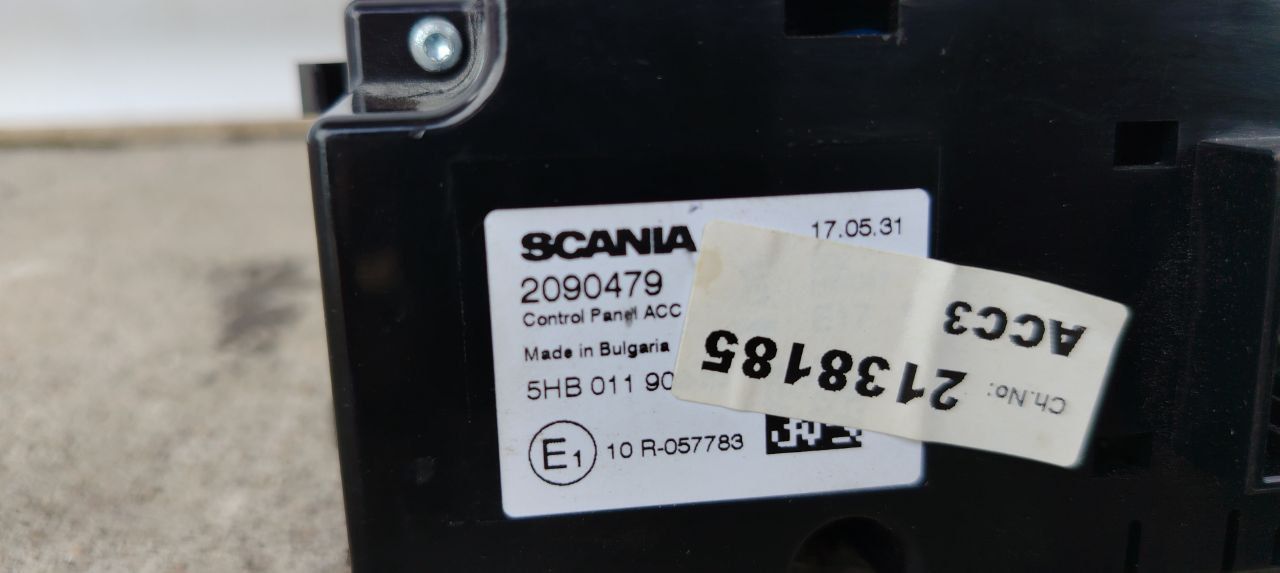 SCANIA
17.05.31
2090479
Control Panel ACC
Made in Bulgaria
5HB 011 90
E1
10 R-057783
Ch.No:
2138185
ACC3